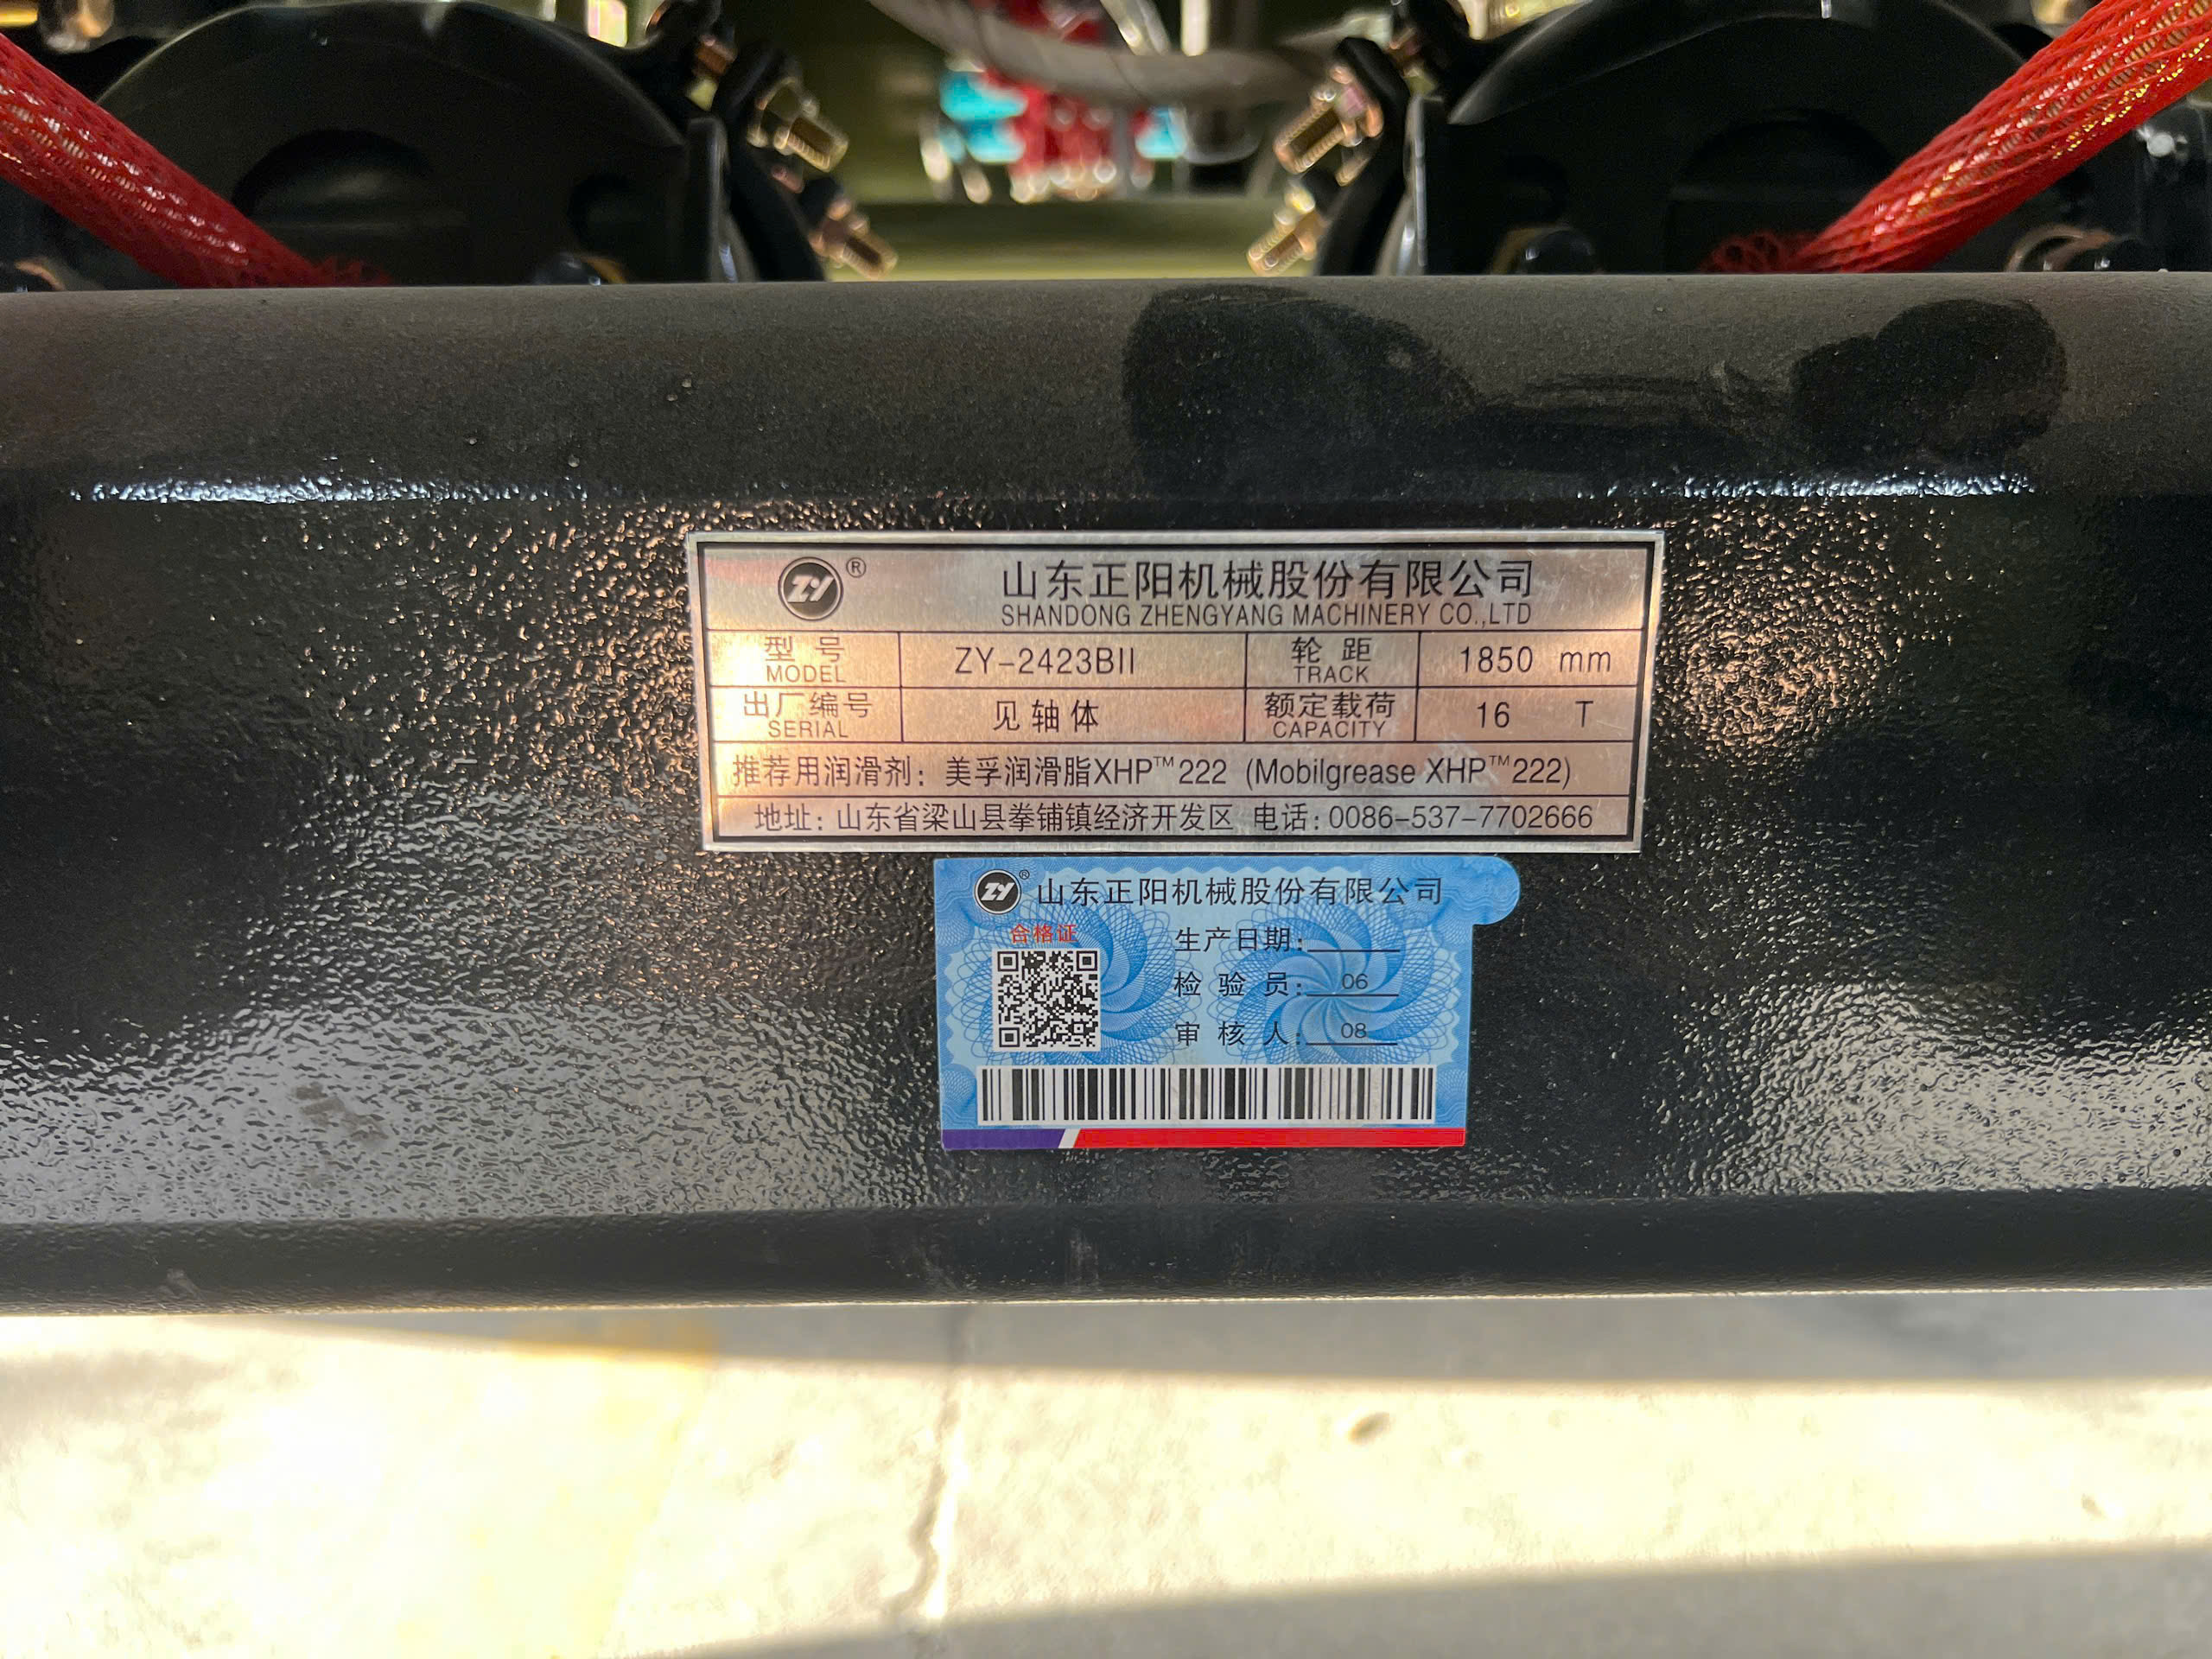 ZY® 山东正阳机械股份有限公司
SHANDONG ZHENGYANG MACHINERY CO.,LTD
型 号 ZY-2423BII 轮 距 1850 mm
MODEL TRACK
出厂编号 见轴体 额定载荷 16 T
SERIAL CAPACITY
推荐用润滑剂: 美孚润滑脂XHP™222 (Mobilgrease XHP™222)
地址: 山东省梁山县拳铺镇经济开发区 电话:0086-537-7702666
ZY® 山东正阳机械股份有限公司
合格证
生产日期:
检 验 员: 06
审 核 人: 08